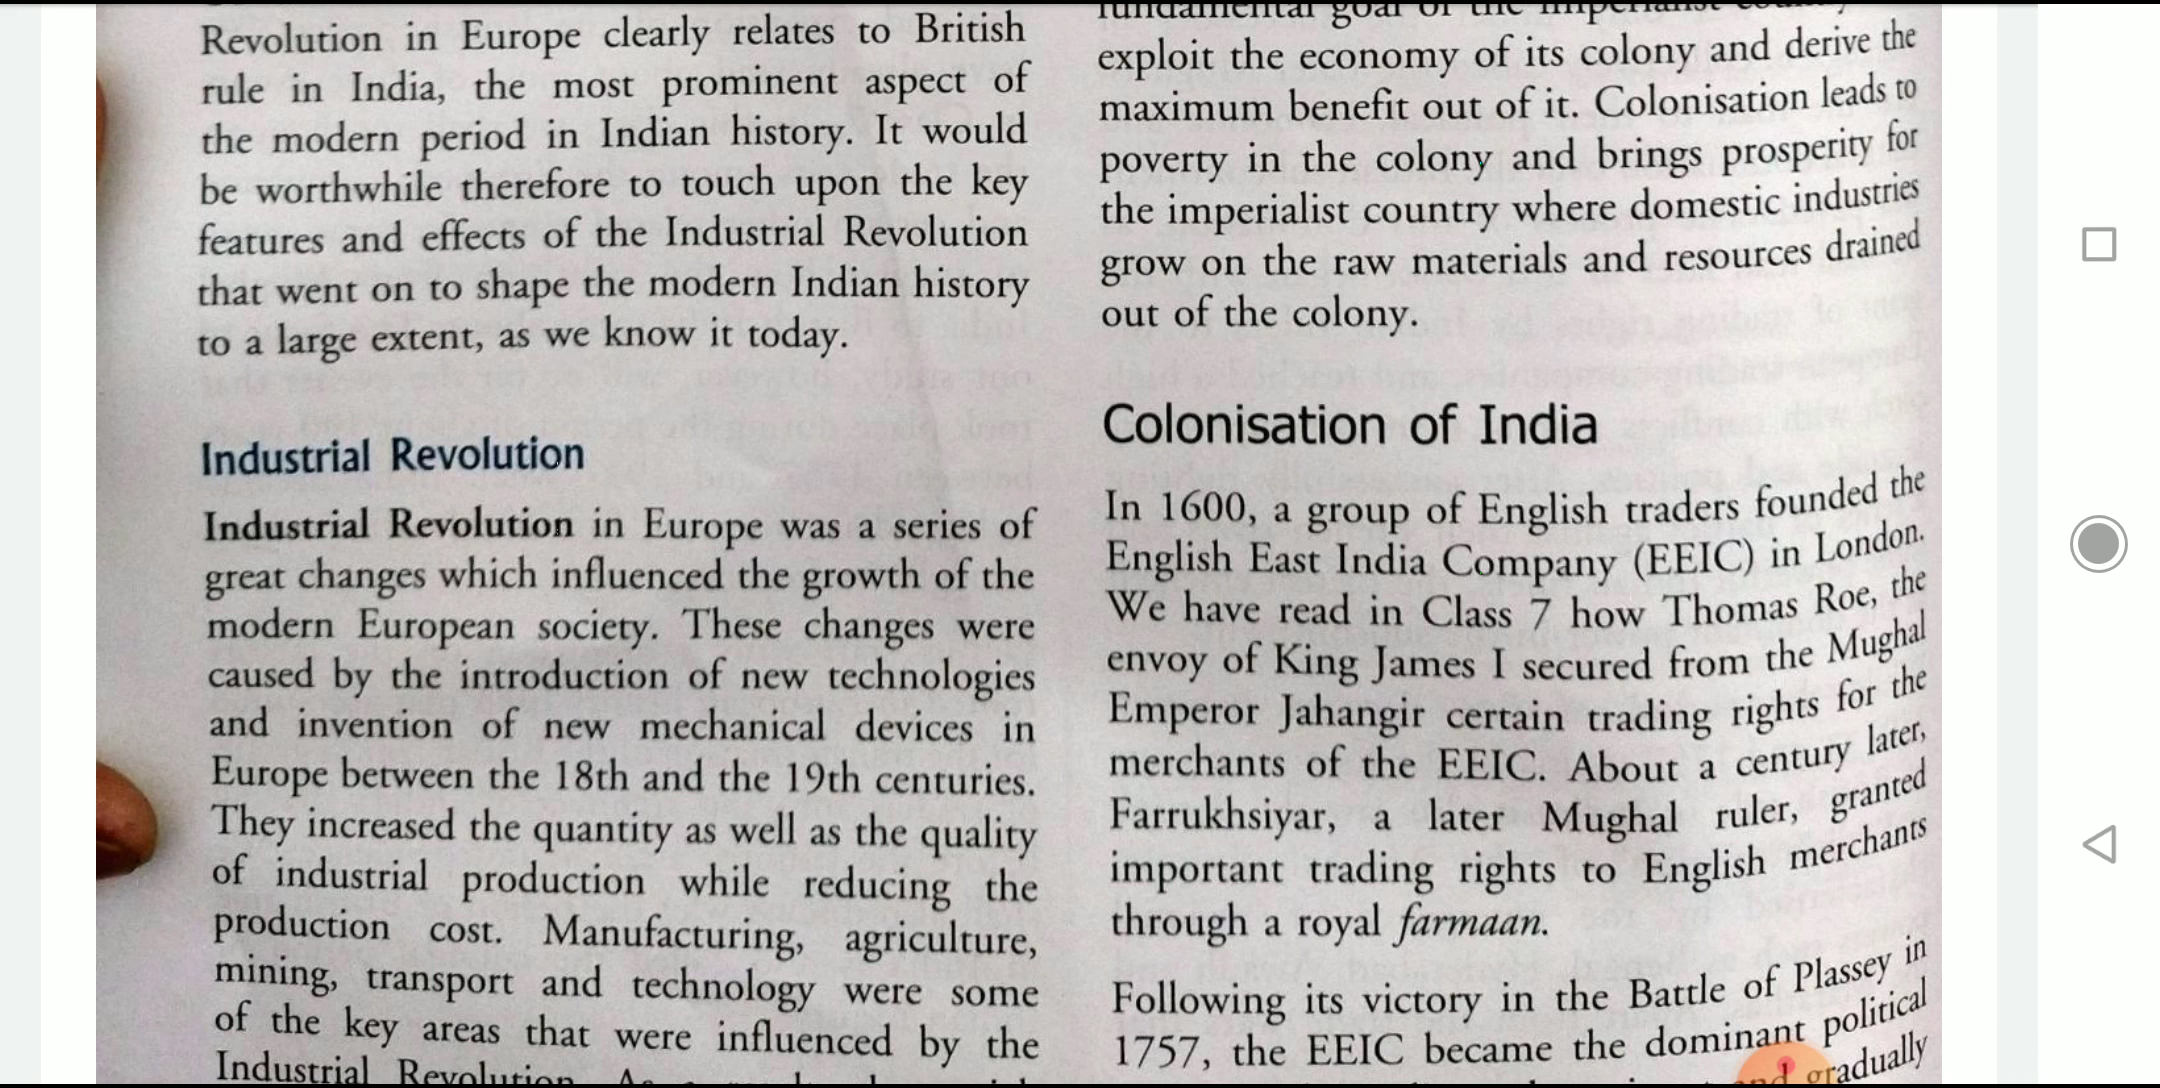 Revolution in Europe clearly relates to British
rule in India, the most prominent aspect of
the modern period in Indian history. It would
be worthwhile therefore to touch upon the key
features and effects of the Industrial Revolution
that went on to shape the modern Indian history
to a large extent, as we know it today.
Industrial Revolution
Industrial Revolution in Europe was a series of
great changes which influenced the growth of the
modern European society. These changes were
caused by the introduction of new technologies
and invention of new mechanical devices in
Europe between the 18th and the 19th centuries.
They increased the quantity as well as the quality
of industrial production while reducing the
production cost. Manufacturing, agriculture,
mining, transport and technology were some
of the key areas that were influenced by the
Industrial Revolution.
fundamental goal of the imperialist
exploit the economy of its colony and derive the
maximum benefit out of it. Colonisation leads to
poverty in the colony and brings prosperity for
the imperialist country where domestic industries
grow on the raw materials and resources drained
out of the colony.
Colonisation of India
In 1600, a group of English traders founded the
English East India Company (EEIC) in London.
We have read in Class 7 how Thomas Roe, the
envoy of King James I secured from the Mughal
Emperor Jahangir certain trading rights for the
merchants of the EEIC. About a century later,
Farrukhsiyar, a later Mughal ruler, granted
important trading rights to English merchants
through a royal farmaan.
Following its victory in the Battle of Plassey in
1757, the EEIC became the dominant political
gradually